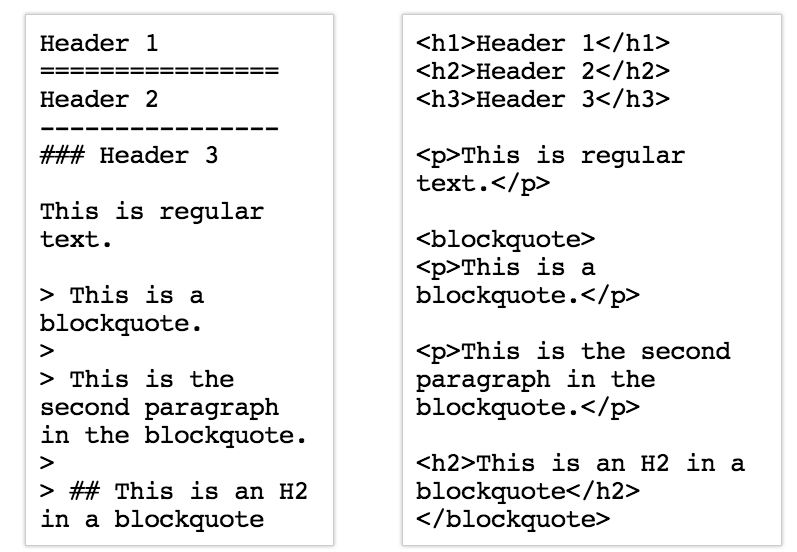 Header 1
================
Header 2
----------------
### Header 3
This is regular
text.
> This is a
blockquote.
>
> This is the
second paragraph
in the blockquote.
>
> ## This is an H2
in a blockquote
<h1>Header 1</h1>
<h2>Header 2</h2>
<h3>Header 3</h3>
<p>This is regular
text.</p>
<blockquote>
<p>This is a
blockquote.</p>
<p>This is the second
paragraph in the
blockquote.</p>
<h2>This is an H2 in a
blockquote</h2>
</blockquote>